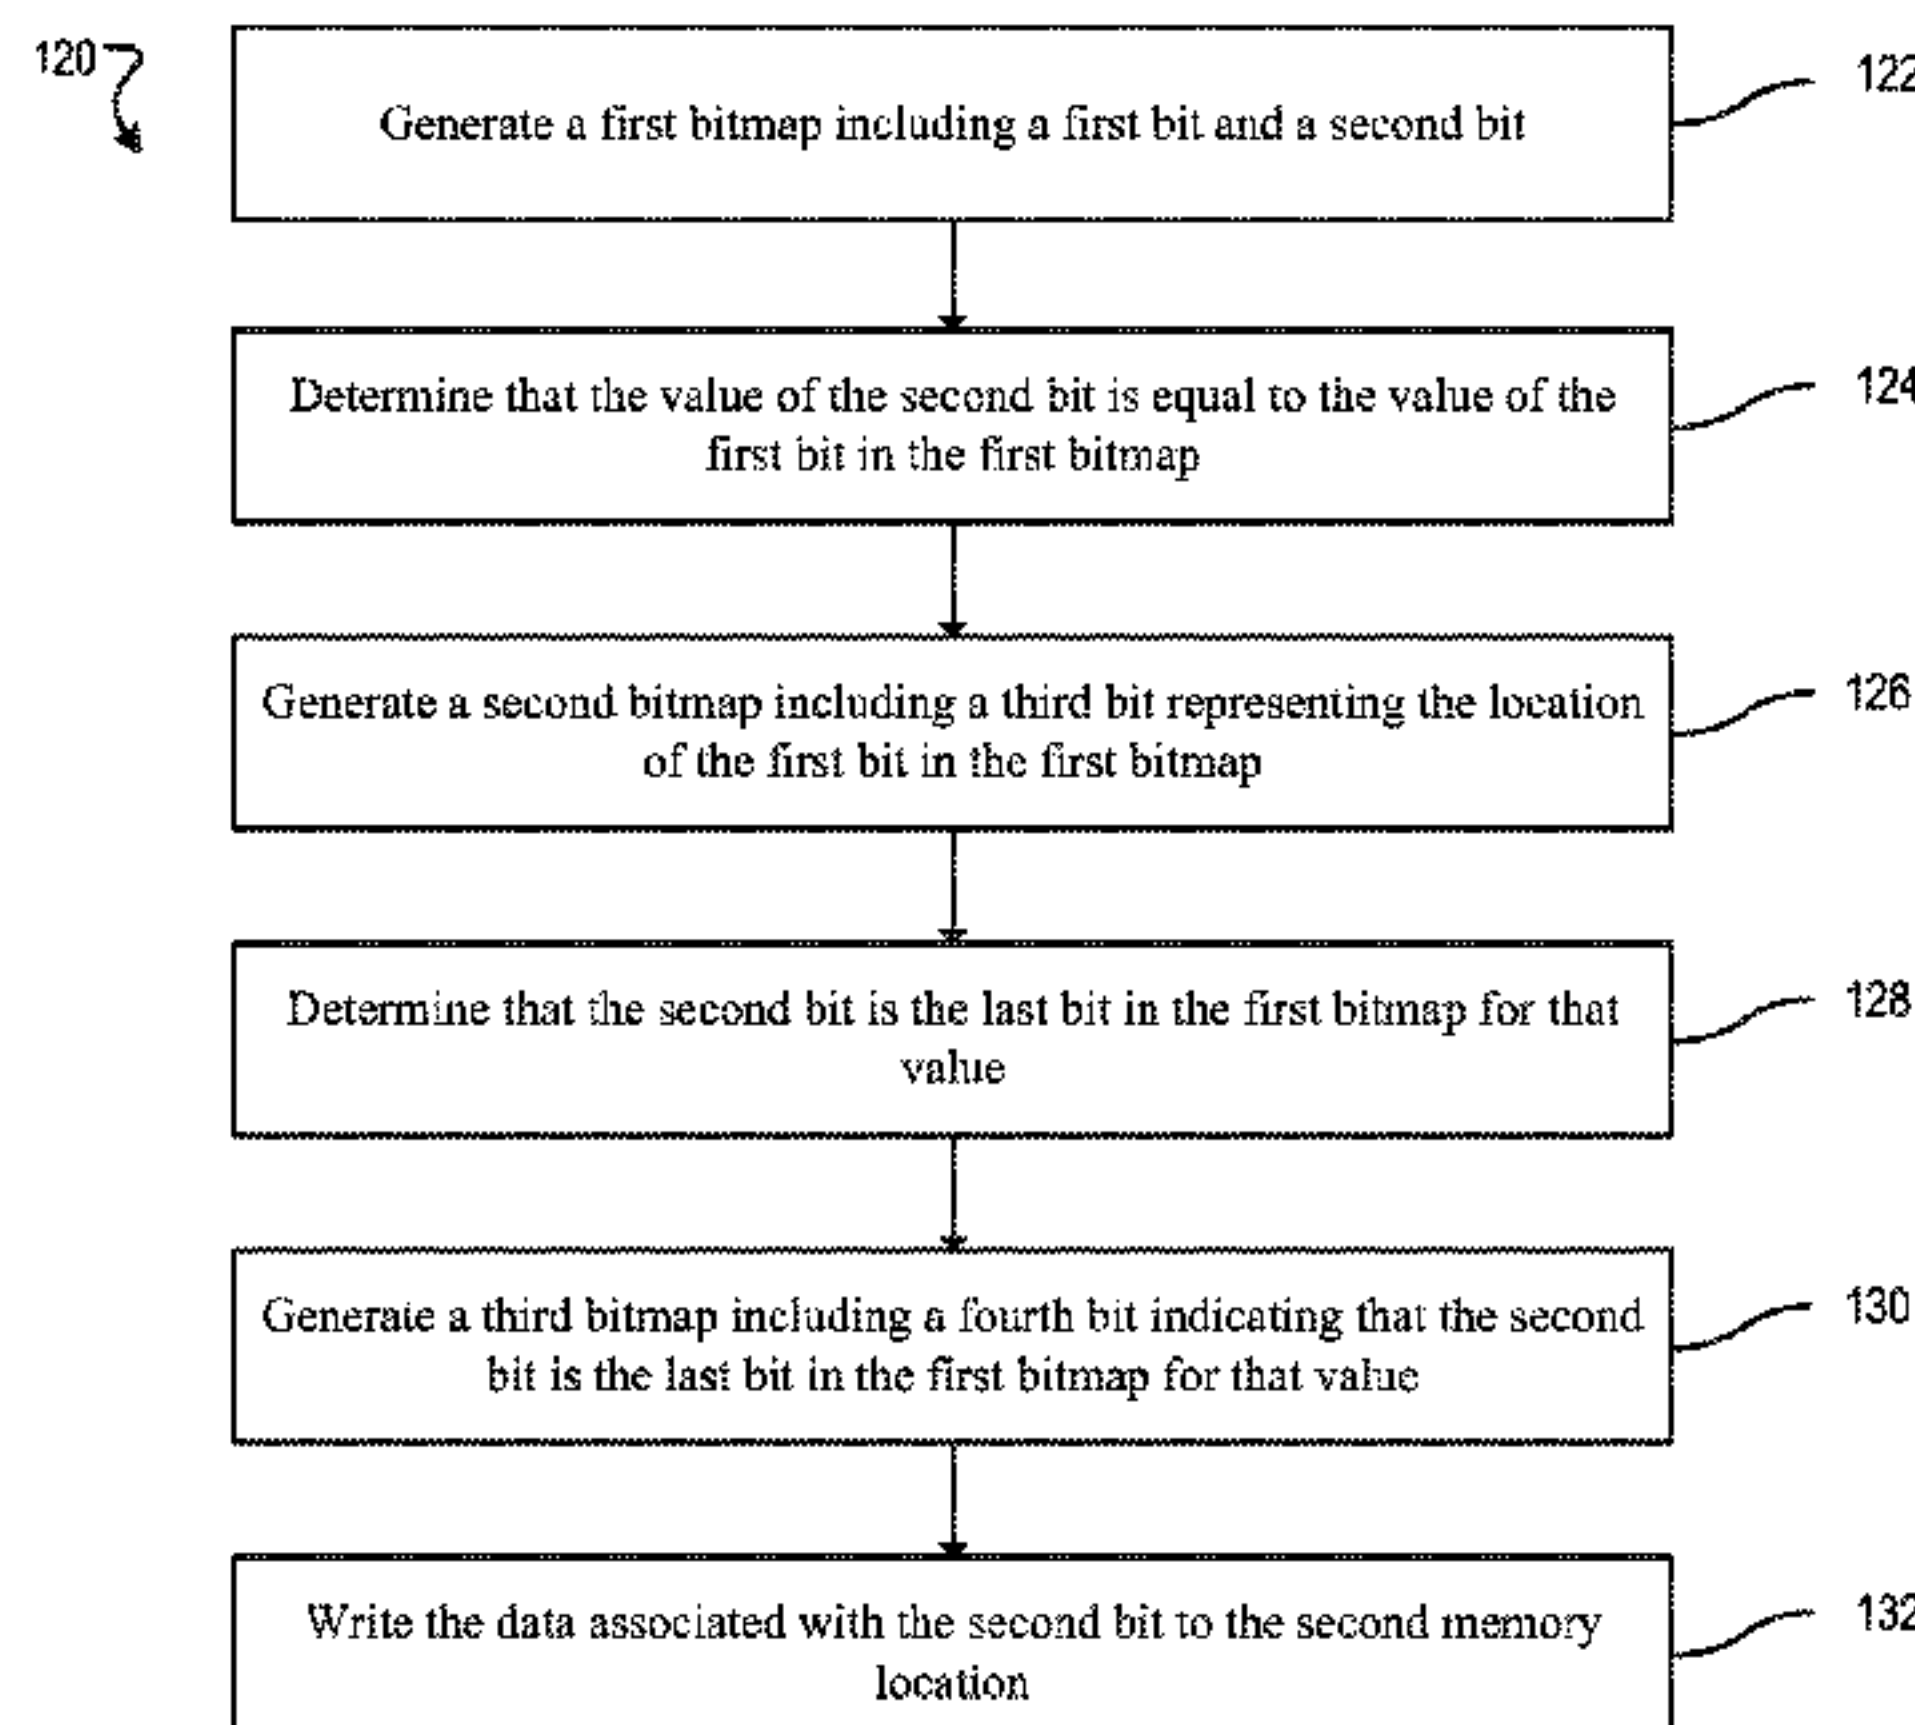 120
Generate a first bitmap including a first bit and a second bit
122
Determine that the value of the second bit is equal to the value of the
first bit in the first bitmap
124
Generate a second bitmap including a third bit representing the location
of the first bit in the first bitmap
126
Determine that the second bit is the last bit in the first bitmap for that
value
128
Generate a third bitmap including a fourth bit indicating that the second
bit is the last bit in the first bitmap for that value
130
Write the data associated with the second bit to the second memory
location
132